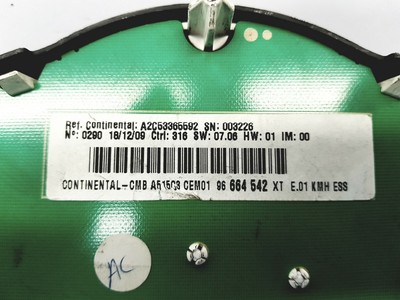 Ref. Continental: A2C53365592 SN: 003226
N°: 0290 18/12/09 Ctrl: 316 SW: 07.06 HW: 01 IM: 00
CONTINENTAL-CMB A515C3 CEM01 96 664 542 XT E.01 KMH ESS
AC